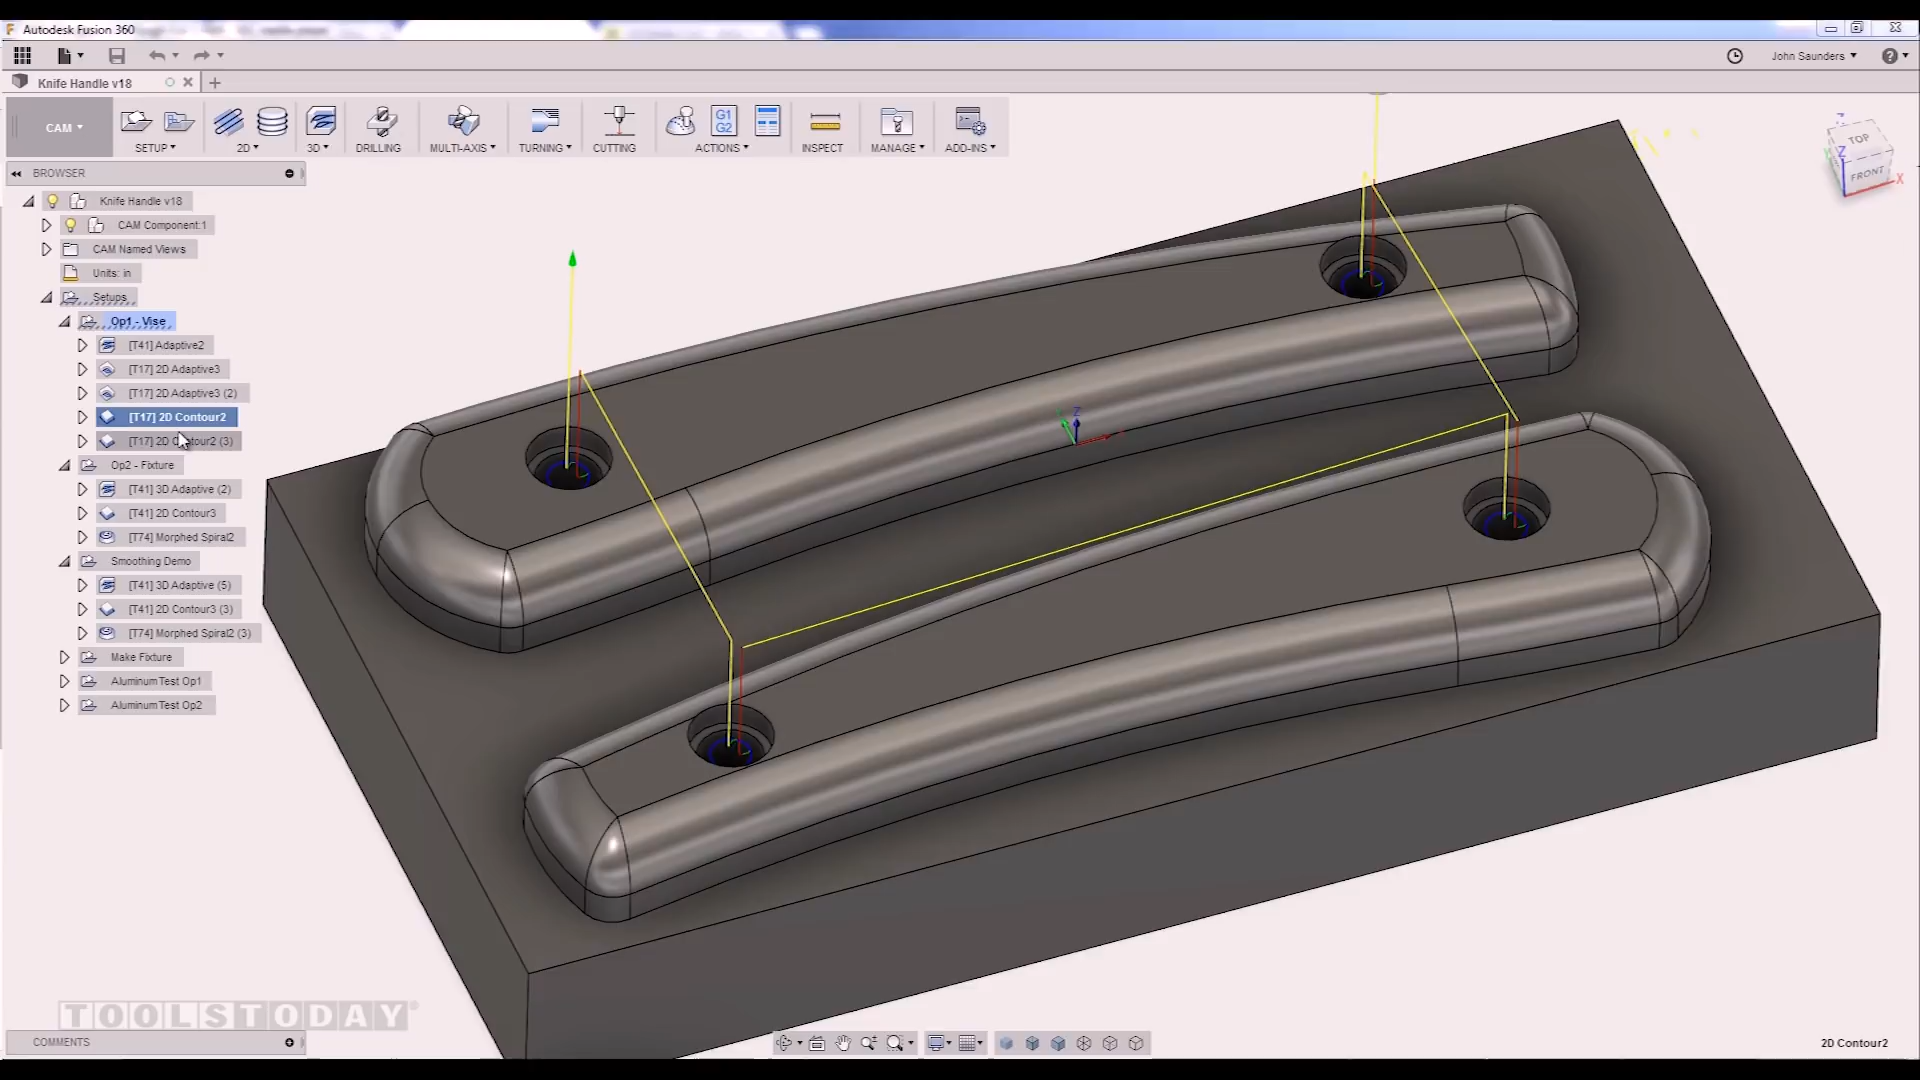 Autodesk Fusion 360
John Saunders
Knife Handle v18
CAM
SETUP
2D
3D
DRILLING
MULTI-AXIS
TURNING
CUTTING
G1
G2
ACTIONS
INSPECT
MANAGE
ADD-INS
BROWSER
Knife Handle v18
CAM Component:1
CAM Named Views
Units: in
Setups
Op1 - Vise
[T41] Adaptive2
[T17] 2D Adaptive3
[T17] 2D Adaptive3 (2)
[T17] 2D Contour2
[T17] 2D Contour2 (3)
Op2 - Fixture
[T41] 3D Adaptive (2)
[T41] 2D Contour3
[T74] Morphed Spiral2
Smoothing Demo
[T41] 3D Adaptive (5)
[T41] 2D Contour3 (3)
[T74] Morphed Spiral2 (3)
Make Fixture
Aluminum Test Op1
Aluminum Test Op2
Z
TOP
Z
FRONT
X
Z
TOOLSTODAY®
COMMENTS
2D Contour2